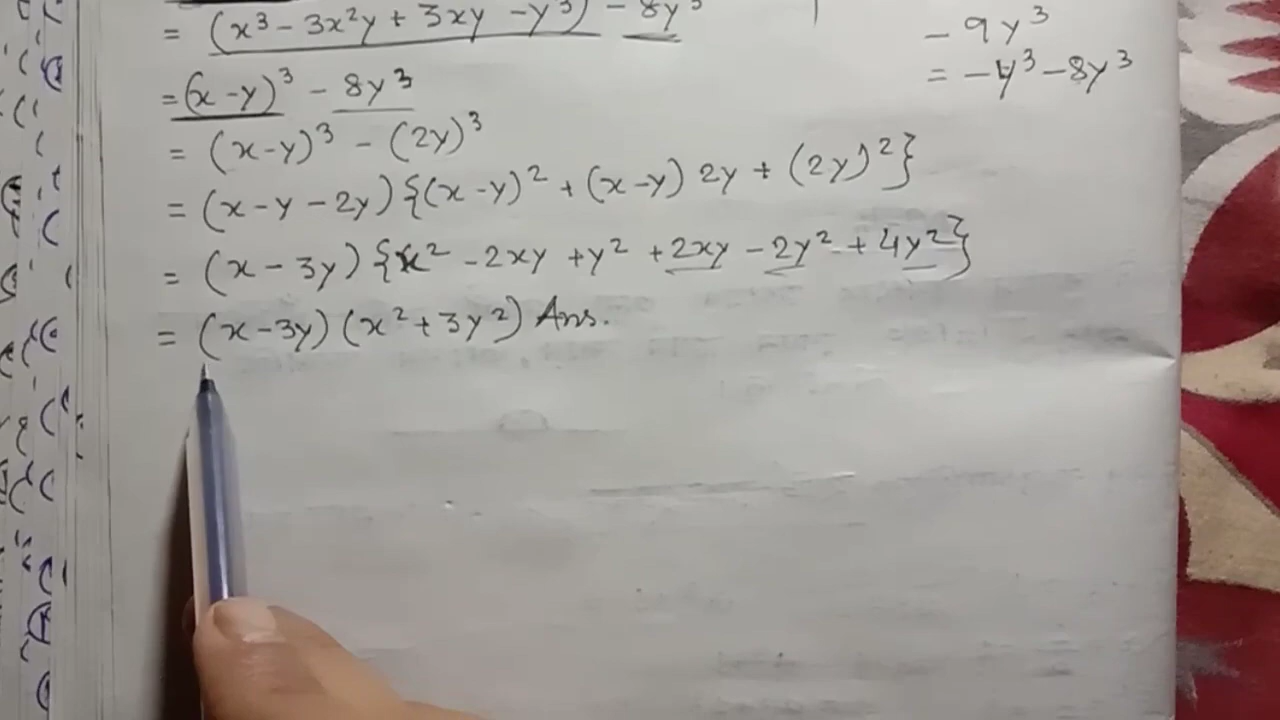 = (x³ - 3x²y + 3xy - y³) - 8y³
- 9y³
= - y³ - 8y³
= (x - y)³ - 8y³
= (x - y)³ - (2y)³
= (x - y - 2y) {(x - y)² + (x - y) 2y + (2y)²}
= (x - 3y) {x² - 2xy + y² + 2xy - 2y² + 4y²}
= (x - 3y) (x² + 3y²) Ans.